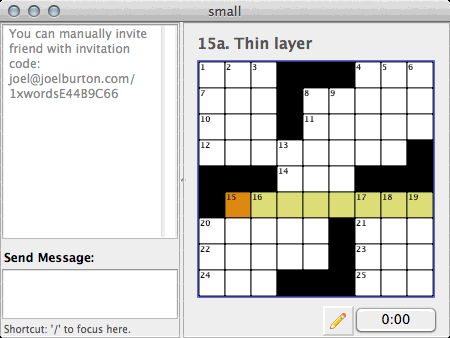 small
You can manually invite
friend with invitation
code:
joel@joelburton.com/
1xwordsE44B9C66
Send Message:
Shortcut: '/' to focus here.
15a. Thin layer
1 2 3 4 5 6
7 8 9
10 11
12 13
14
15 16 17 18 19
20 21
22 23
24 25
0:00